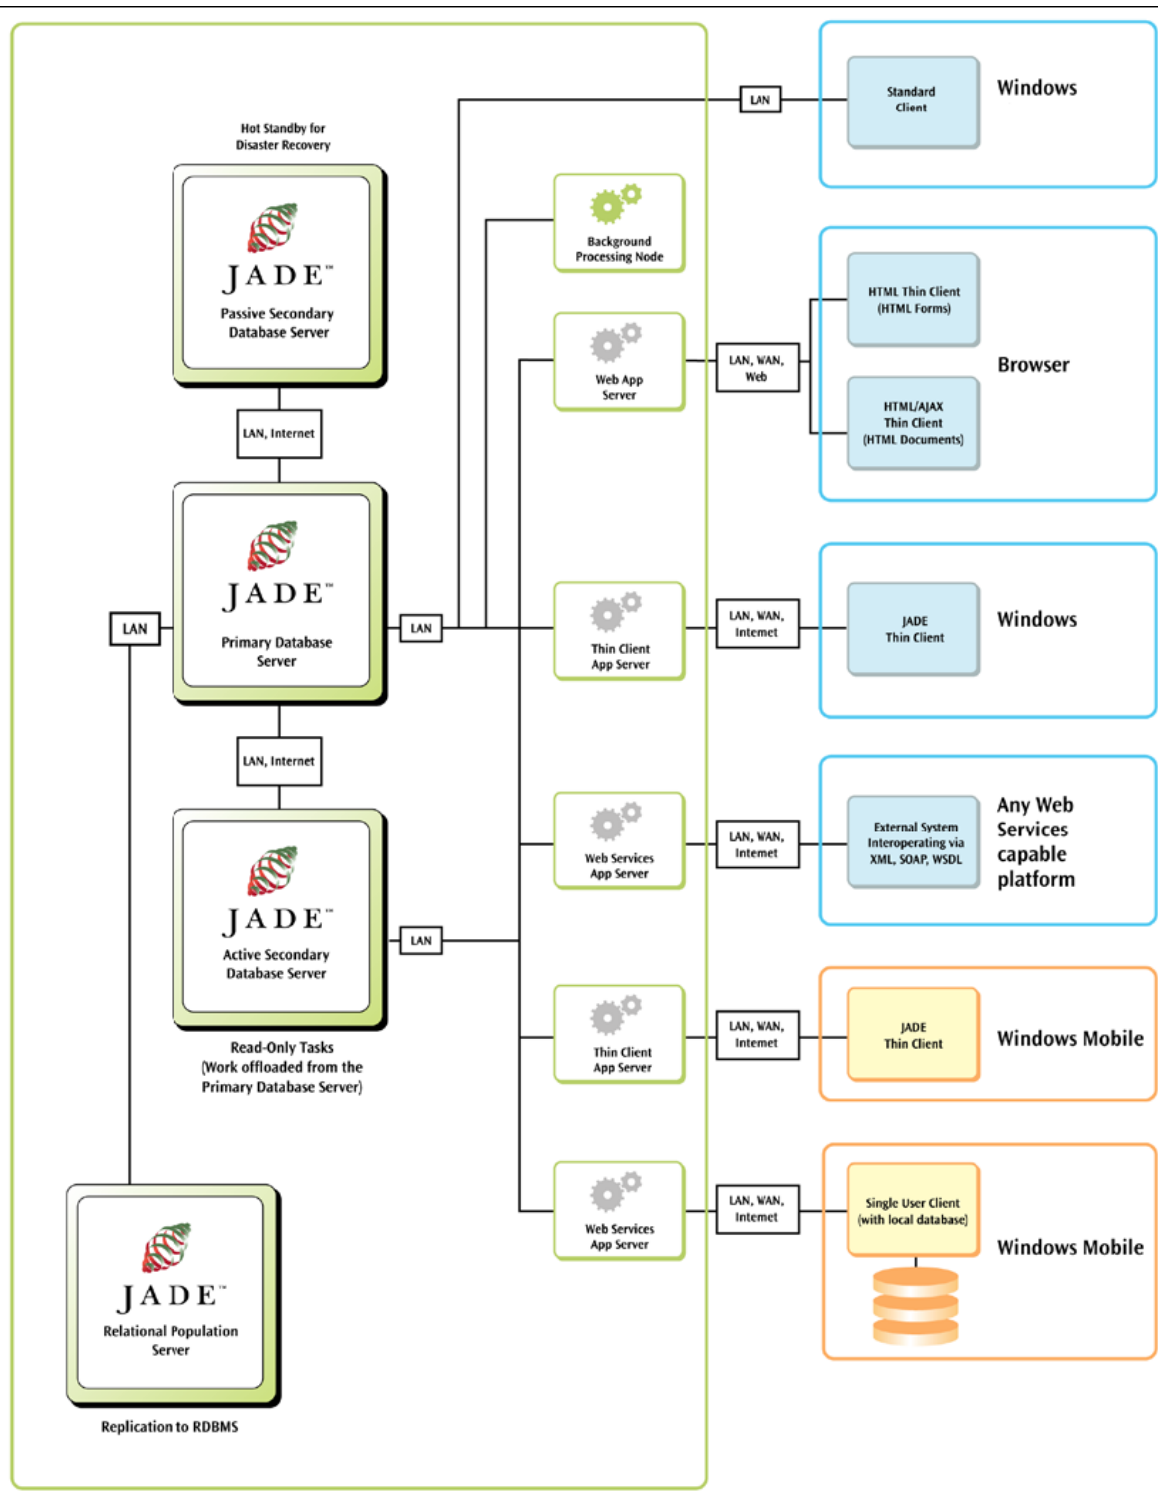 Hot Standby for
Disaster Recovery
JADE™
Passive Secondary
Database Server
LAN, Internet
JADE™
Primary Database
Server
LAN
LAN
LAN, Internet
JADE™
Active Secondary
Database Server
LAN
Read-Only Tasks
(Work offloaded from the
Primary Database Server)
JADE™
Relational Population
Server
Replication to RDBMS
LAN
Standard
Client
Windows
Background
Processing Node
Web App
Server
LAN, WAN,
Web
HTML Thin Client
(HTML Forms)
HTML/AJAX
Thin Client
(HTML Documents)
Browser
Thin Client
App Server
LAN, WAN,
Internet
JADE
Thin Client
Windows
Web Services
App Server
LAN, WAN,
Internet
External System
Interoperating via
XML, SOAP, WSDL
Any Web
Services
capable
platform
Thin Client
App Server
LAN, WAN,
Internet
JADE
Thin Client
Windows Mobile
Web Services
App Server
LAN, WAN,
Internet
Single User Client
(with local database)
Windows Mobile